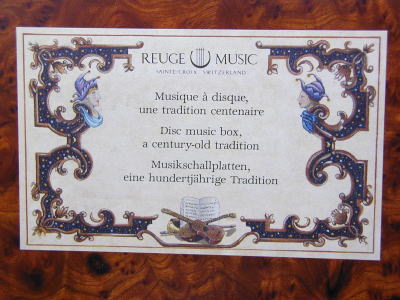 REUGE MUSIC
SAINTE-CROIX SWITZERLAND
Musique à disque,
une tradition centenaire
Disc music box,
a century-old tradition
Musikschallplatten,
eine hundertjährige Tradition